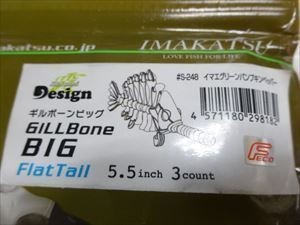 imakatsu.co.jp
IMAKATSU
LOVE FISH FOR LIFE
Design
#S-248 イマエグリーンパンプキンペッパー
ギルボーンビッグ
GILLBone
BIG
FlatTail
4 571180 298182
FECO
5.5inch 3count